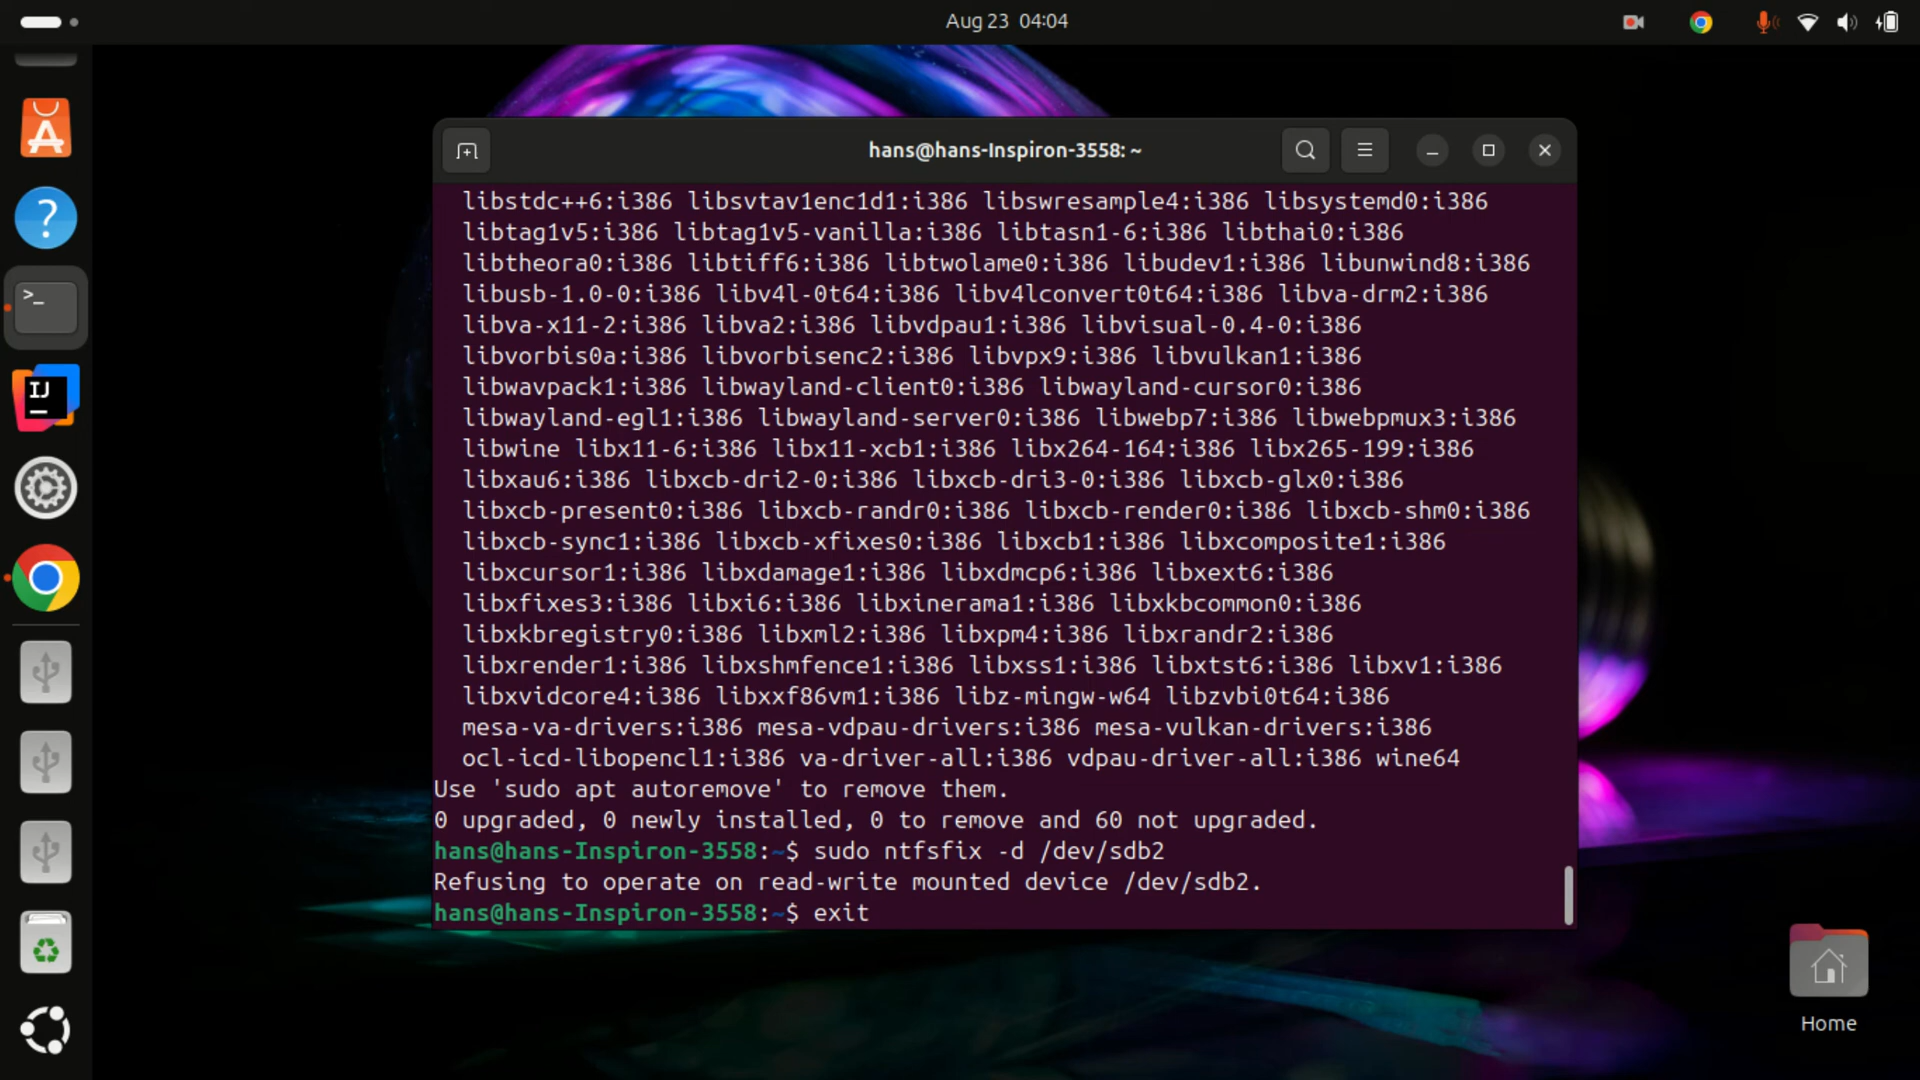 Aug 23 04:04
hans@hans-Inspiron-3558: ~
libstdc++6:i386 libsvtav1enc1d1:i386 libswresample4:i386 libsystemd0:i386
libtag1v5:i386 libtag1v5-vanilla:i386 libtasn1-6:i386 libthai0:i386
libtheora0:i386 libtiff6:i386 libtwolame0:i386 libudev1:i386 libunwind8:i386
libusb-1.0-0:i386 libv4l-0t64:i386 libv4lconvert0t64:i386 libva-drm2:i386
libva-x11-2:i386 libva2:i386 libvdpau1:i386 libvisual-0.4-0:i386
libvorbis0a:i386 libvorbisenc2:i386 libvpx9:i386 libvulkan1:i386
libwavpack1:i386 libwayland-client0:i386 libwayland-cursor0:i386
libwayland-egl1:i386 libwayland-server0:i386 libwebp7:i386 libwebpmux3:i386
libwine libx11-6:i386 libx11-xcb1:i386 libx264-164:i386 libx265-199:i386
libxau6:i386 libxcb-dri2-0:i386 libxcb-dri3-0:i386 libxcb-glx0:i386
libxcb-present0:i386 libxcb-randr0:i386 libxcb-render0:i386 libxcb-shm0:i386
libxcb-sync1:i386 libxcb-xfixes0:i386 libxcb1:i386 libxcomposite1:i386
libxcursor1:i386 libxdamage1:i386 libxdmcp6:i386 libxext6:i386
libxfixes3:i386 libxi6:i386 libxinerama1:i386 libxkbcommon0:i386
libxkbregistry0:i386 libxml2:i386 libxpm4:i386 libxrandr2:i386
libxrender1:i386 libxshmfence1:i386 libxss1:i386 libxtst6:i386 libxv1:i386
libxvidcore4:i386 libxxf86vm1:i386 libz-mingw-w64 libzvbi0t64:i386
mesa-va-drivers:i386 mesa-vdpau-drivers:i386 mesa-vulkan-drivers:i386
ocl-icd-libopencl1:i386 va-driver-all:i386 vdpau-driver-all:i386 wine64
Use 'sudo apt autoremove' to remove them.
0 upgraded, 0 newly installed, 0 to remove and 60 not upgraded.
hans@hans-Inspiron-3558:~$ sudo ntfsfix -d /dev/sdb2
Refusing to operate on read-write mounted device /dev/sdb2.
hans@hans-Inspiron-3558:~$ exit
IJ
Home